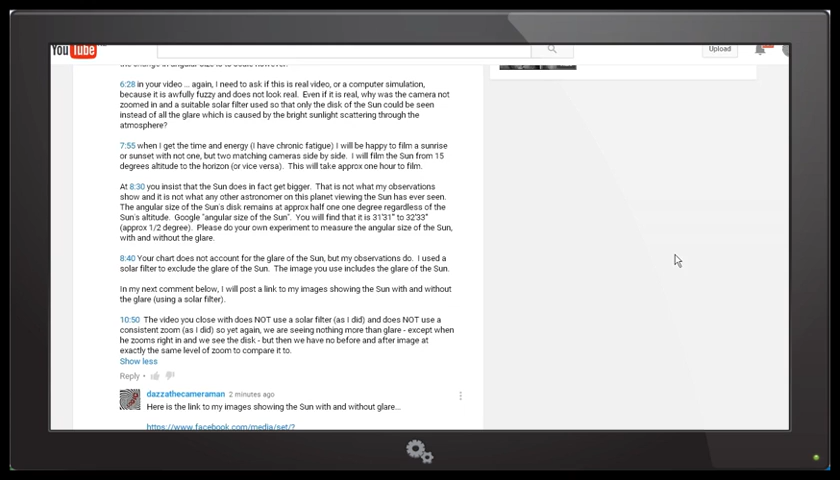 YouTube
Upload
the change in angular size is to could however.
6:28 in your video ... again, I need to ask if this is real video, or a computer simulation,
because it is awfully fuzzy and does not look real. Even if it is real, why was the camera not
zoomed in and a suitable solar filter used so that only the disk of the Sun could be seen
instead of all the glare which is caused by the bright sunlight scattering through the
atmosphere?
7:55 when I get the time and energy (I have chronic fatigue) I will be happy to film a sunrise
or sunset with not one, but two matching cameras side by side. I will film the Sun from 15
degrees altitude to the horizon (or vice versa). This will take approx one hour to film.
At 8:30 you insist that the Sun does in fact get bigger. That is not what my observations
show and it is not what any other astronomer on this planet viewing the Sun has ever seen.
The angular size of the Sun's disk remains at approx half one one degree regardless of the
Sun's altitude. Google "angular size of the Sun". You will find that it is 31'31" to 32'33"
(approx 1/2 degree). Please do your own experiment to measure the angular size of the Sun,
with and without the glare.
8:40 Your chart does not account for the glare of the Sun, but my observations do. I used a
solar filter to exclude the glare of the Sun. The image you use includes the glare of the Sun.
In my next comment below, I will post a link to my images showing the Sun with and without
the glare (using a solar filter).
10:50 The video you close with does NOT use a solar filter (as I did) and does NOT use a
consistent zoom (as I did) so yet again, we are seeing nothing more than glare - except when
he zooms right in and we see the disk - but then we have no before and after image at
exactly the same level of zoom to compare it to.
Show less
Reply •
dazzathecameraman 2 minutes ago
Here is the link to my images showing the Sun with and without glare...
https://www.facebook.com/media/set/?